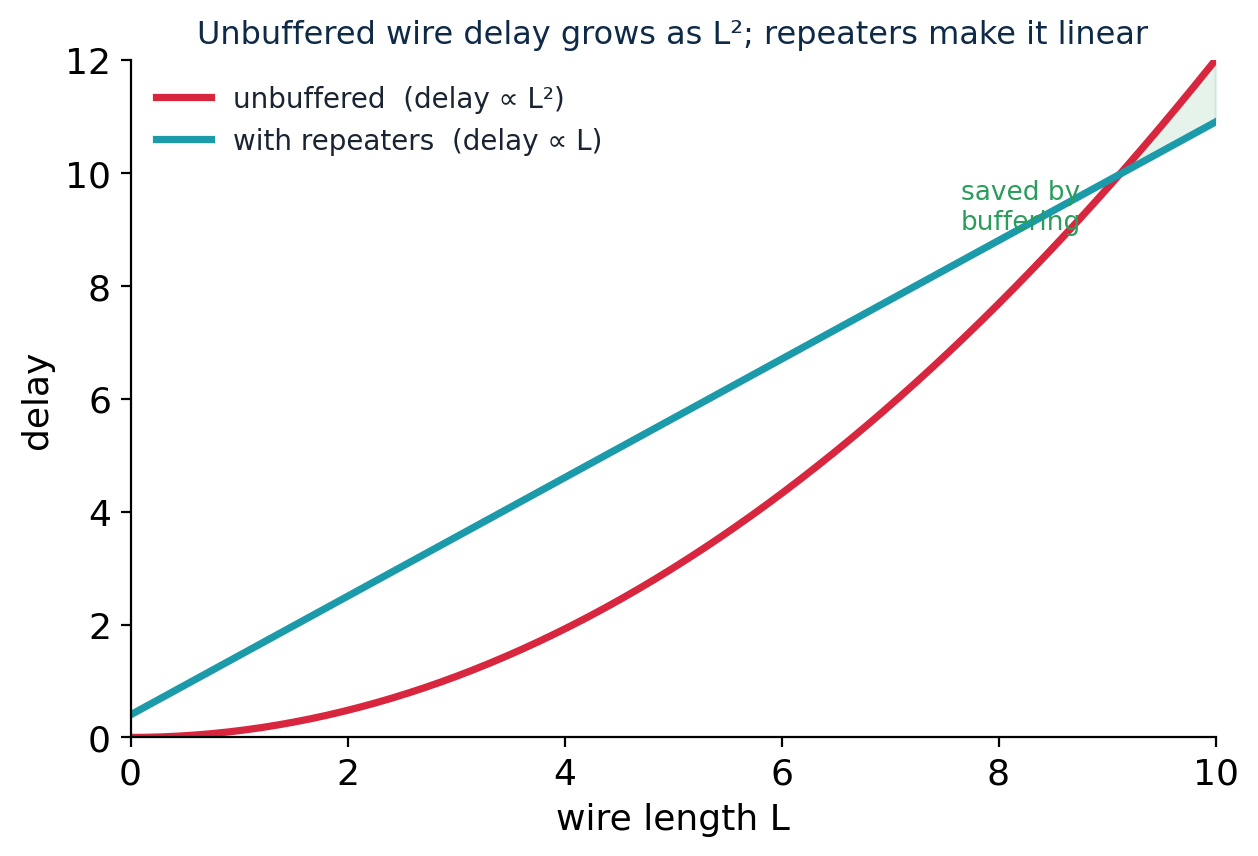 Unbuffered wire delay grows as L²; repeaters make it linear
unbuffered (delay ∝ L²)
with repeaters (delay ∝ L)
saved by
buffering
delay
12
10
8
6
4
2
0
0 2 4 6 8 10
wire length L